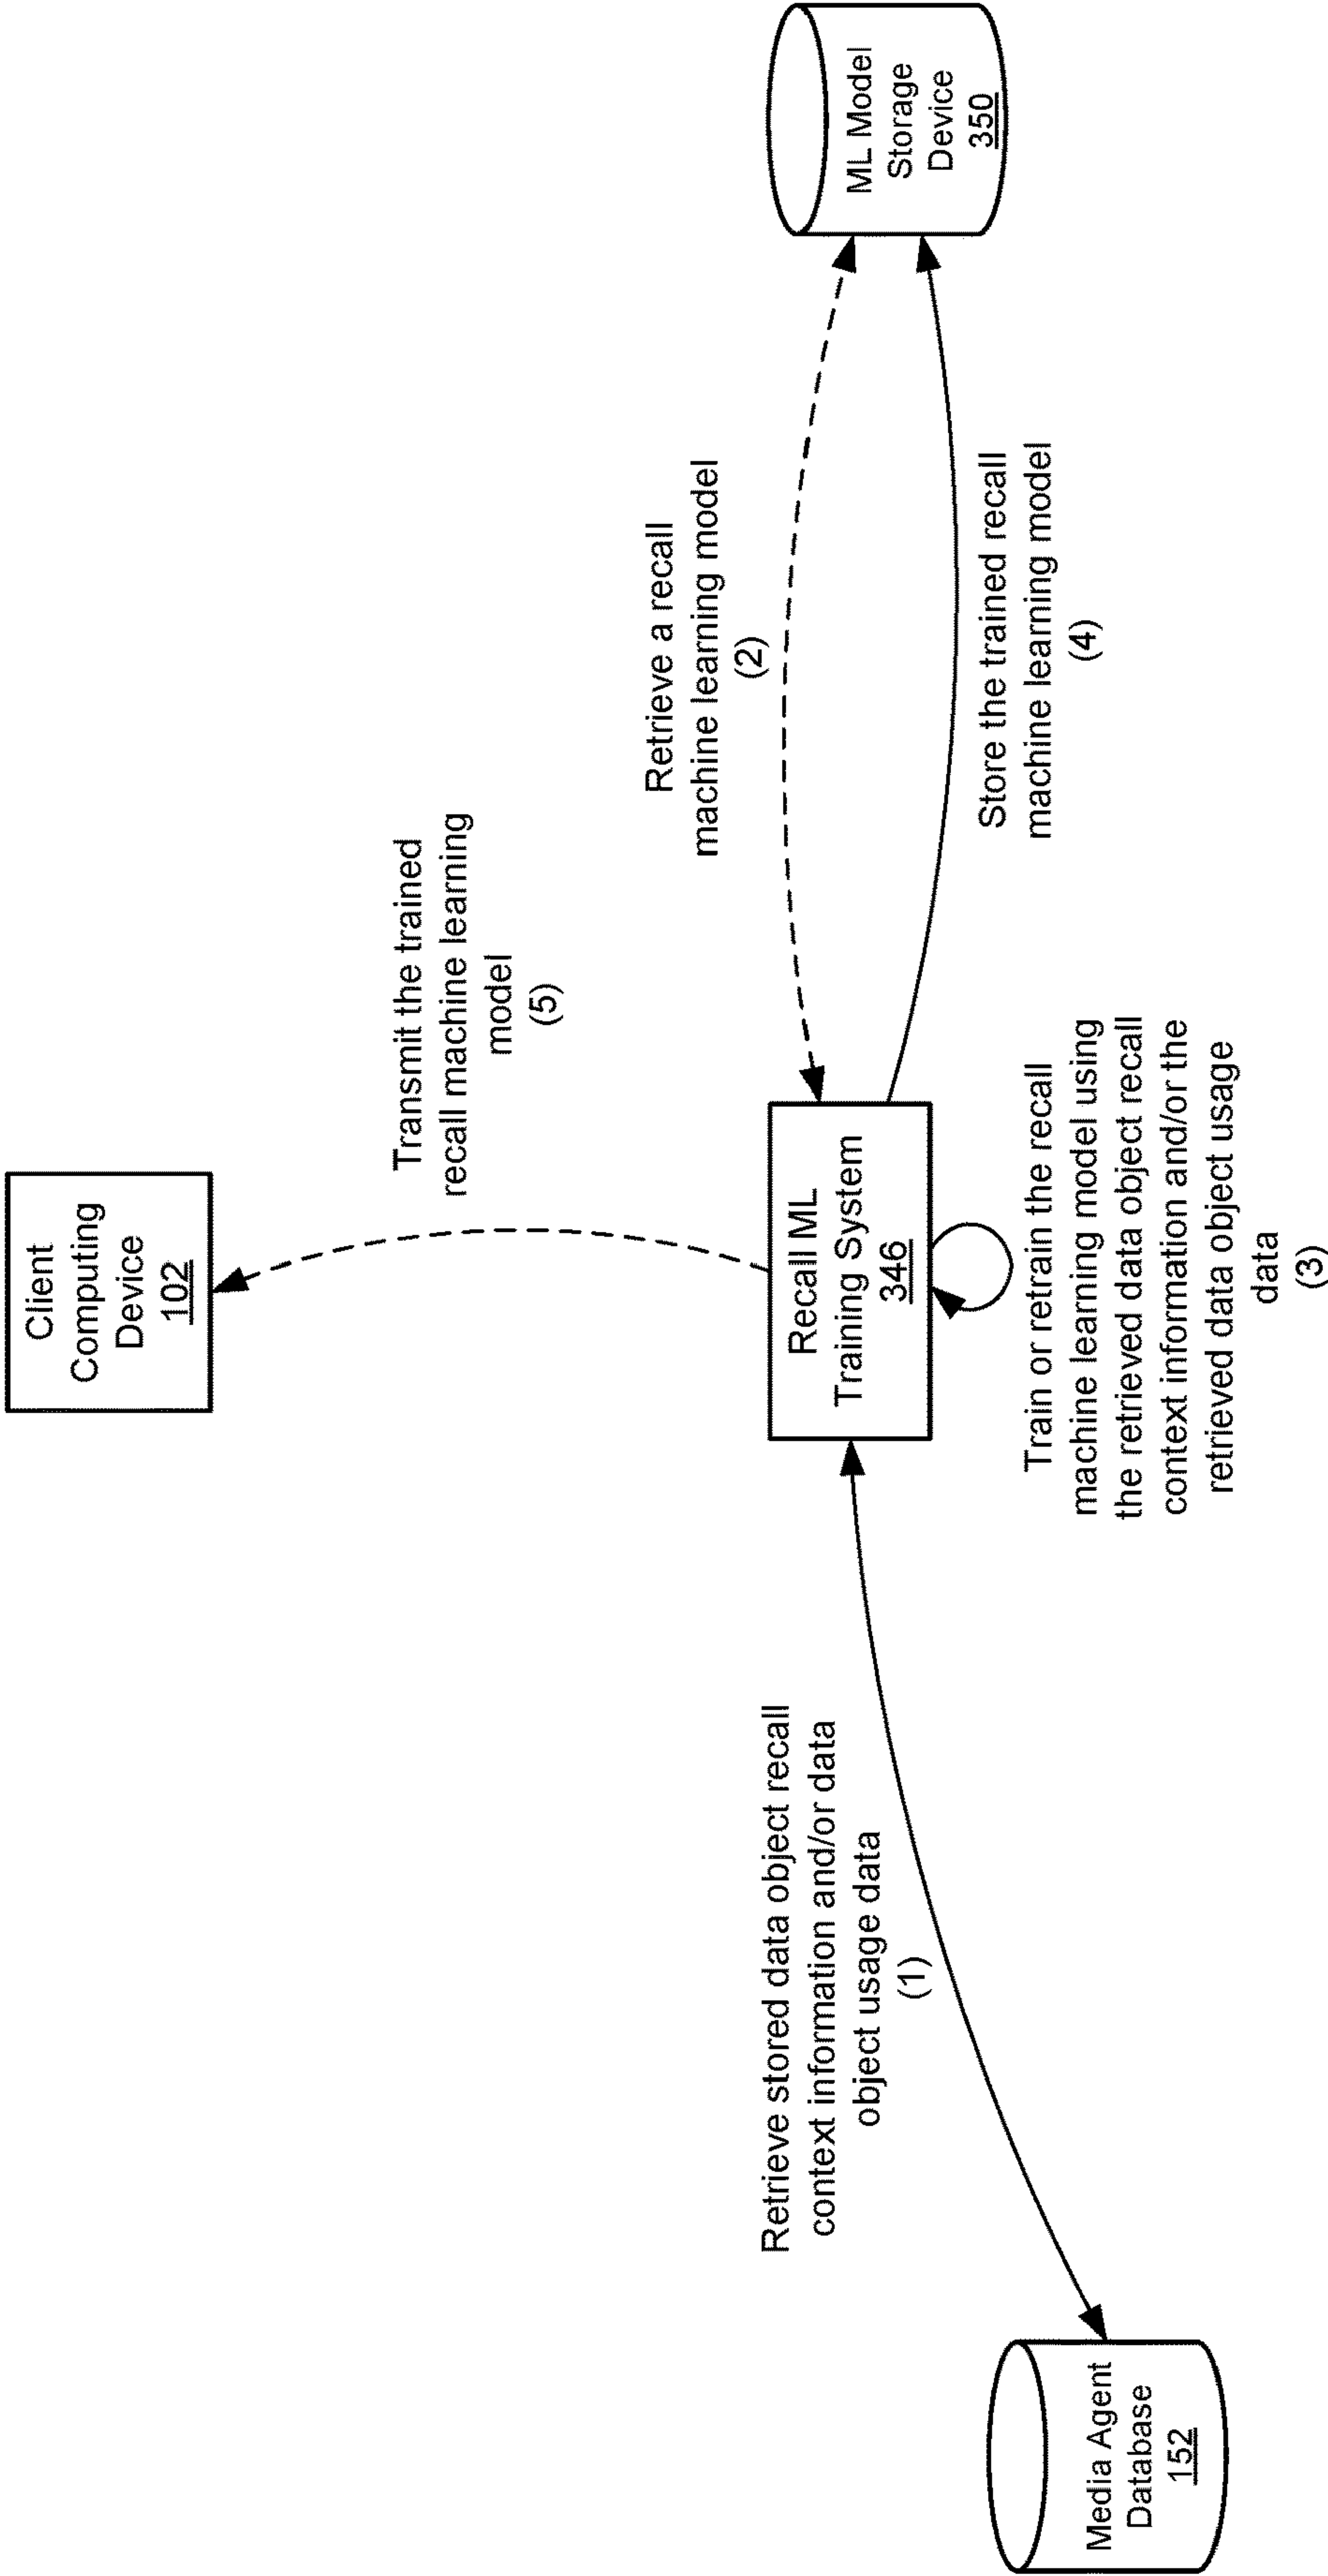 Client
Computing
Device
102
Transmit the trained
recall machine learning
model
(5)
Retrieve a recall
machine learning model
(2)
ML Model
Storage
Device
350
Store the trained recall
machine learning model
(4)
Recall ML
Training System
346
Train or retrain the recall
machine learning model using
the retrieved data object recall
context information and/or the
retrieved data object usage
data
(3)
Retrieve stored data object recall
context information and/or data
object usage data
(1)
Media Agent
Database
152